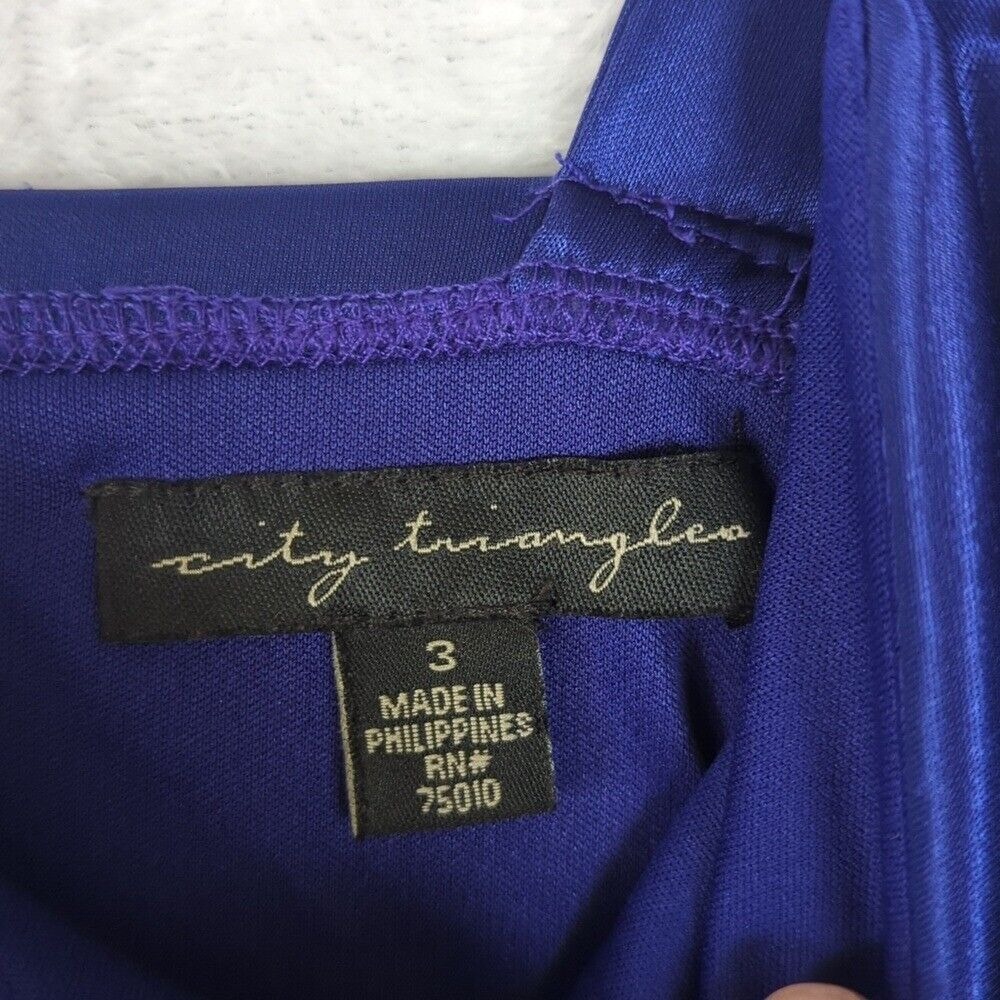 city triangles
3
MADE IN
PHILIPPINES
RN#
75010